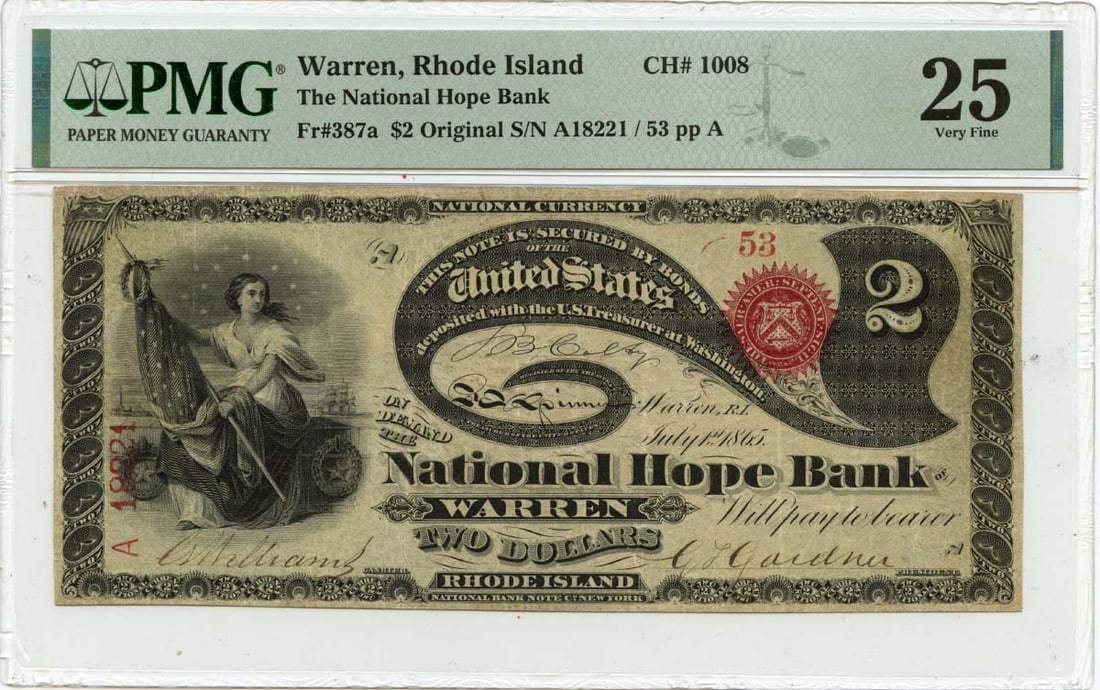 PMG®
PAPER MONEY GUARANTY
Warren, Rhode Island CH# 1008
The National Hope Bank
Fr#387a $2 Original S/N A18221 / 53 pp A
25
Very Fine
NATIONAL CURRENCY
THIS NOTE IS SECURED BY BONDS
OF THE
United States
deposited with the U.S. Treasurer at Washington
53
2
Warren, R.I.
July 1st 1865.
ON
DEMAND
THE
National Hope Bank OF
WARREN
Will pay to bearer
TWO DOLLARS
A 18221
C S Williams CASHIER.
G L Gardner PRESIDENT.
RHODE ISLAND
NATIONAL BANK NOTE CO. NEW YORK